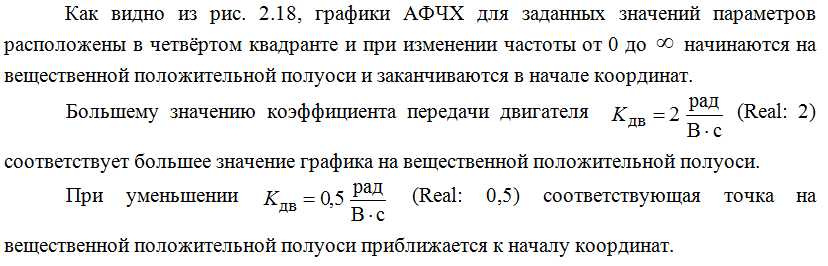 Как видно из рис. 2.18, графики АФЧХ для заданных значений параметров
расположены в четвёртом квадранте и при изменении частоты от 0 до ∞ начинаются на
вещественной положительной полуоси и заканчиваются в начале координат.
Большему значению коэффициента передачи двигателя K_дв = 2 рад/(В·с) (Real: 2)
соответствует большее значение графика на вещественной положительной полуоси.
При уменьшении K_дв = 0,5 рад/(В·с) (Real: 0,5) соответствующая точка на
вещественной положительной полуоси приближается к началу координат.